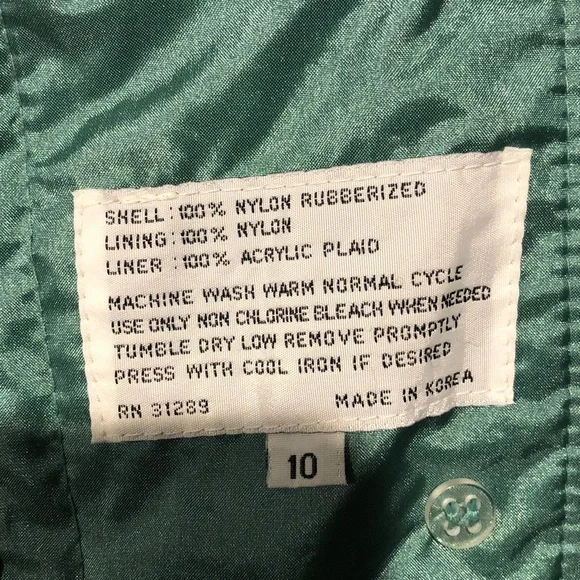 SHELL: 100% NYLON RUBBERIZED
LINING: 100% NYLON
LINER : 100% ACRYLIC PLAID
MACHINE WASH WARM NORMAL CYCLE
USE ONLY NON CHLORINE BLEACH WHEN NEEDED
TUMBLE DRY LOW REMOVE PROMPTLY
PRESS WITH COOL IRON IF DESIRED
RN 31289 MADE IN KOREA
10